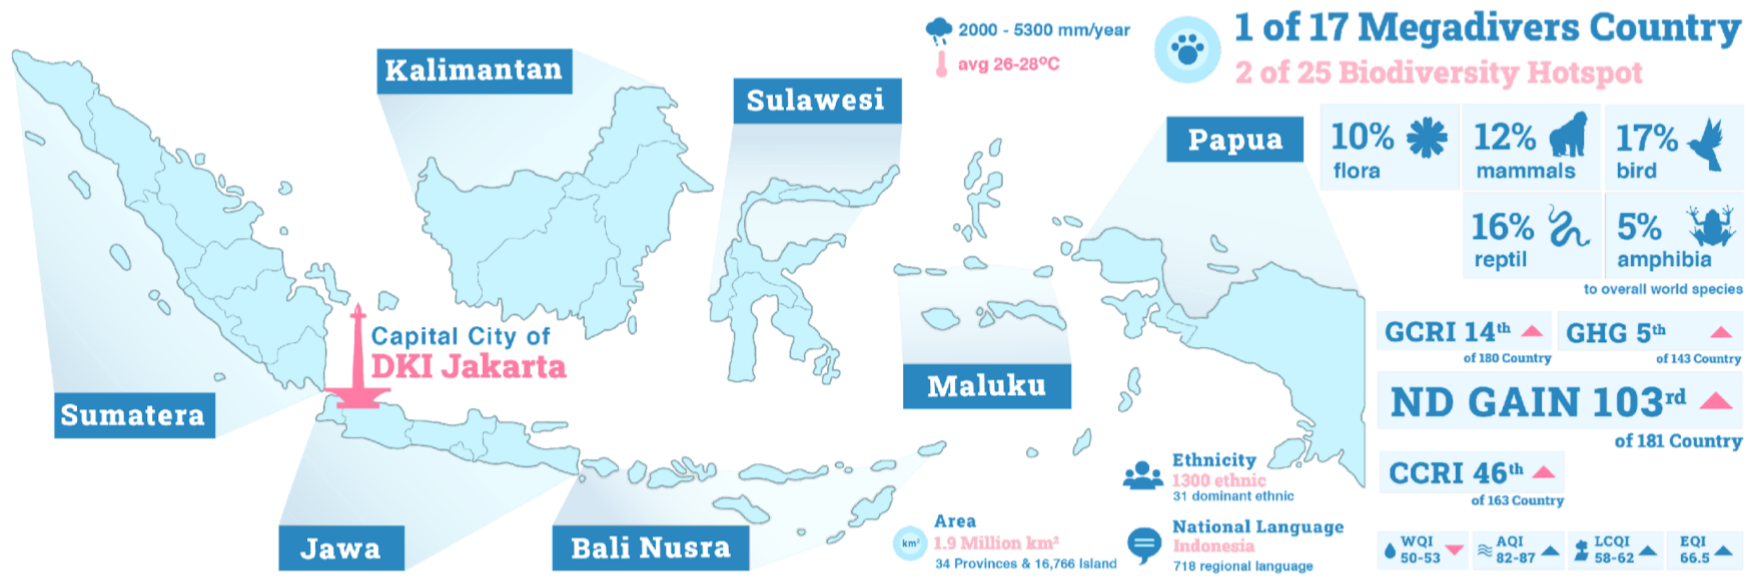 Kalimantan
Sulawesi
2000 - 5300 mm/year
avg 26-28ºC
Papua
Sumatera
Capital City of
DKI Jakarta
Maluku
Jawa
Bali Nusra
Area
km²
1.9 Million km²
34 Provinces & 16,766 Island
Ethnicity
1300 ethnic
31 dominant ethnic
National Language
Indonesia
718 regional language
1 of 17 Megadivers Country
2 of 25 Biodiversity Hotspot
10%
flora
12%
mammals
17%
bird
16%
reptil
5%
amphibia
to overall world species
GCRI 14th
of 180 Country
GHG 5th
of 143 Country
ND GAIN 103rd
of 181 Country
CCRI 46th
of 163 Country
WQI
50-53
AQI
82-87
LCQI
58-62
EQI
66.5